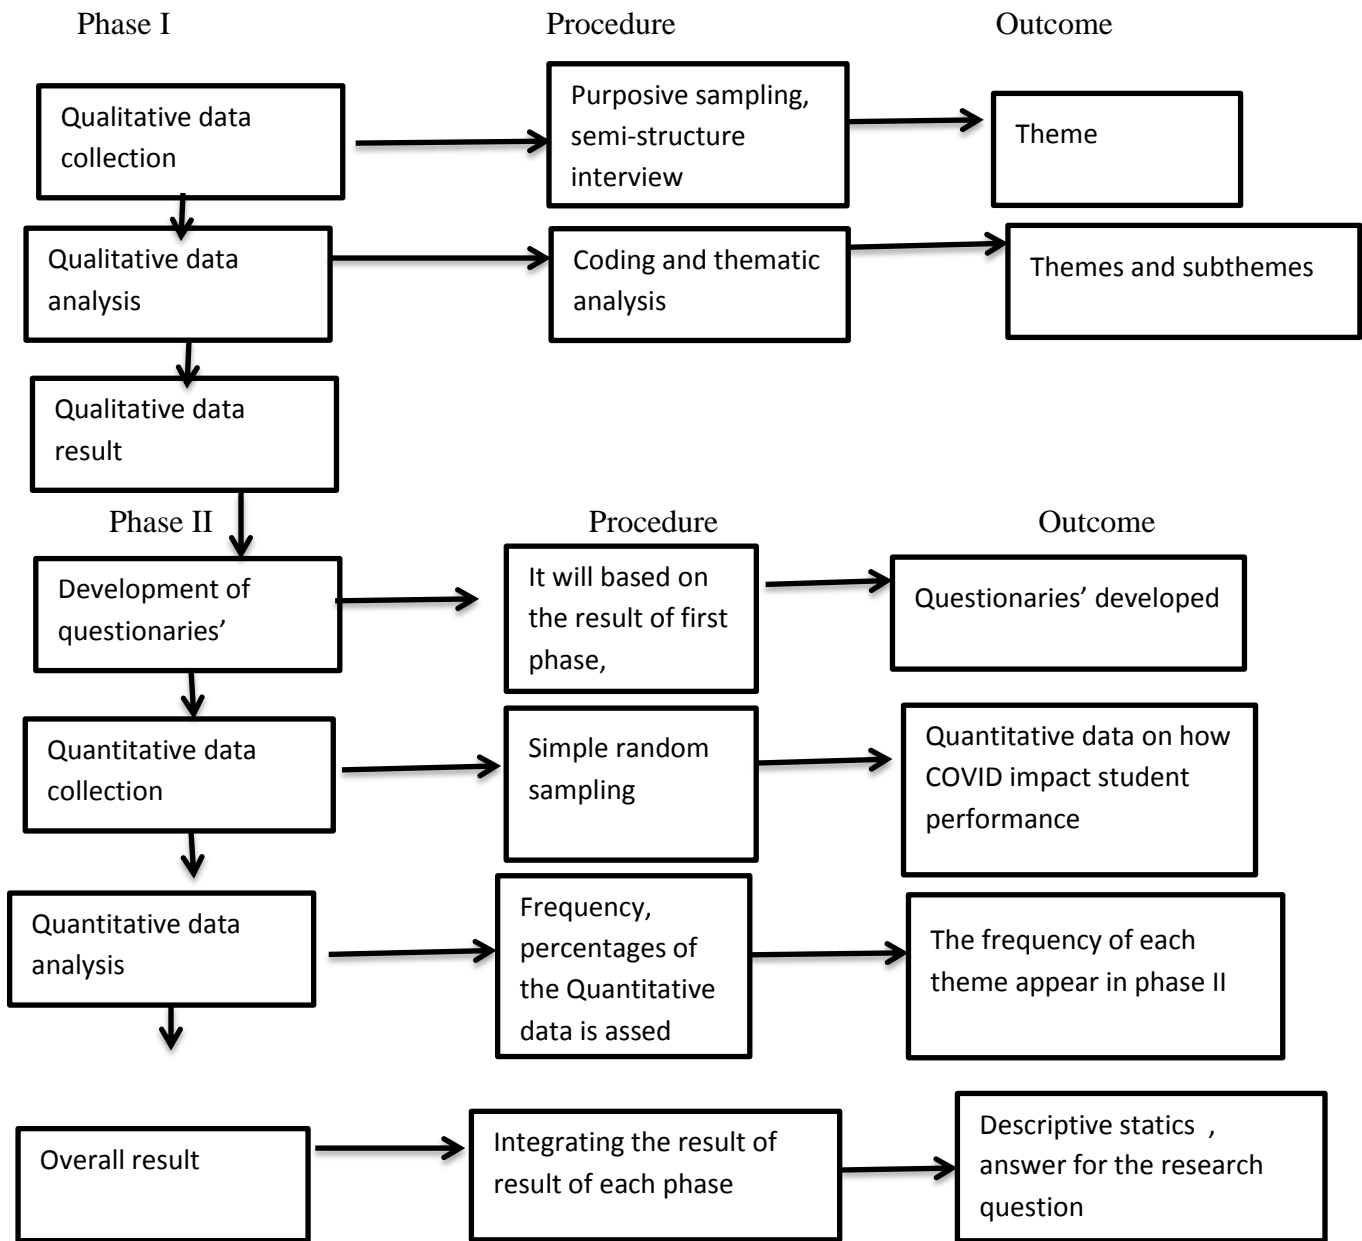 Phase I
Procedure
Outcome
Qualitative data
collection
Purposive sampling,
semi-structure
interview
Theme
Qualitative data
analysis
Coding and thematic
analysis
Themes and subthemes
Qualitative data
result
Phase II
Procedure
Outcome
Development of
questionaries’
It will based on
the result of first
phase,
Questionaries’ developed
Quantitative data
collection
Simple random
sampling
Quantitative data on how
COVID impact student
performance
Quantitative data
analysis
Frequency,
percentages of
the Quantitative
data is assed
The frequency of each
theme appear in phase II
Overall result
Integrating the result of
result of each phase
Descriptive statics ,
answer for the research
question